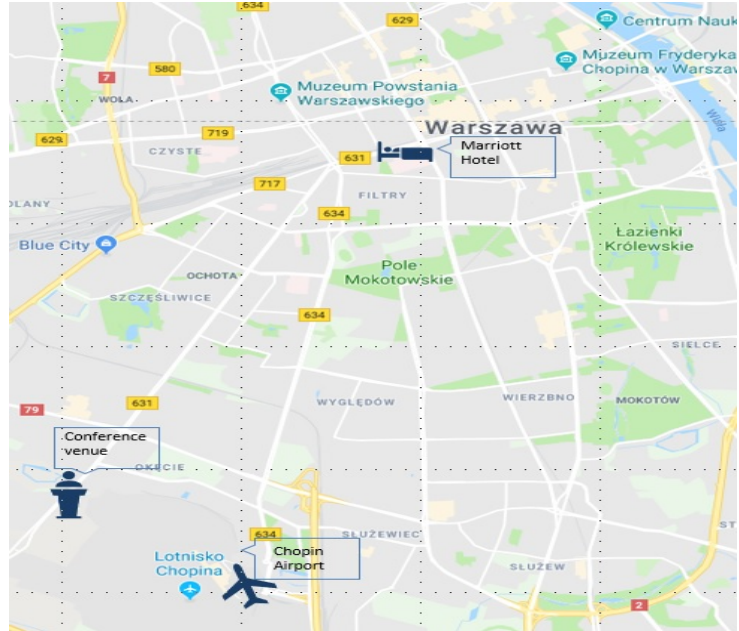 634
629
Centrum Nauk
580
7
Muzeum Fryderyka
Chopina w Warszaw
Muzeum Powstania
Warszawskiego
WOLA
719
629
Warszawa
Wisła
CZYSTE
631
Marriott
Hotel
717
FILTRY
OLANY
634
Blue City
Łazienki
Królewskie
Pole
Mokotowskie
OCHOTA
SZCZĘŚLIWICE
634
SIELCE
631
79
WYGLĘDÓW
WIERZBNO
MOKOTÓW
Conference
venue
OKĘCIE
ST
634
SŁUŻEWIEC
Chopin
Airport
Lotnisko
Chopina
SŁUŻEW
2